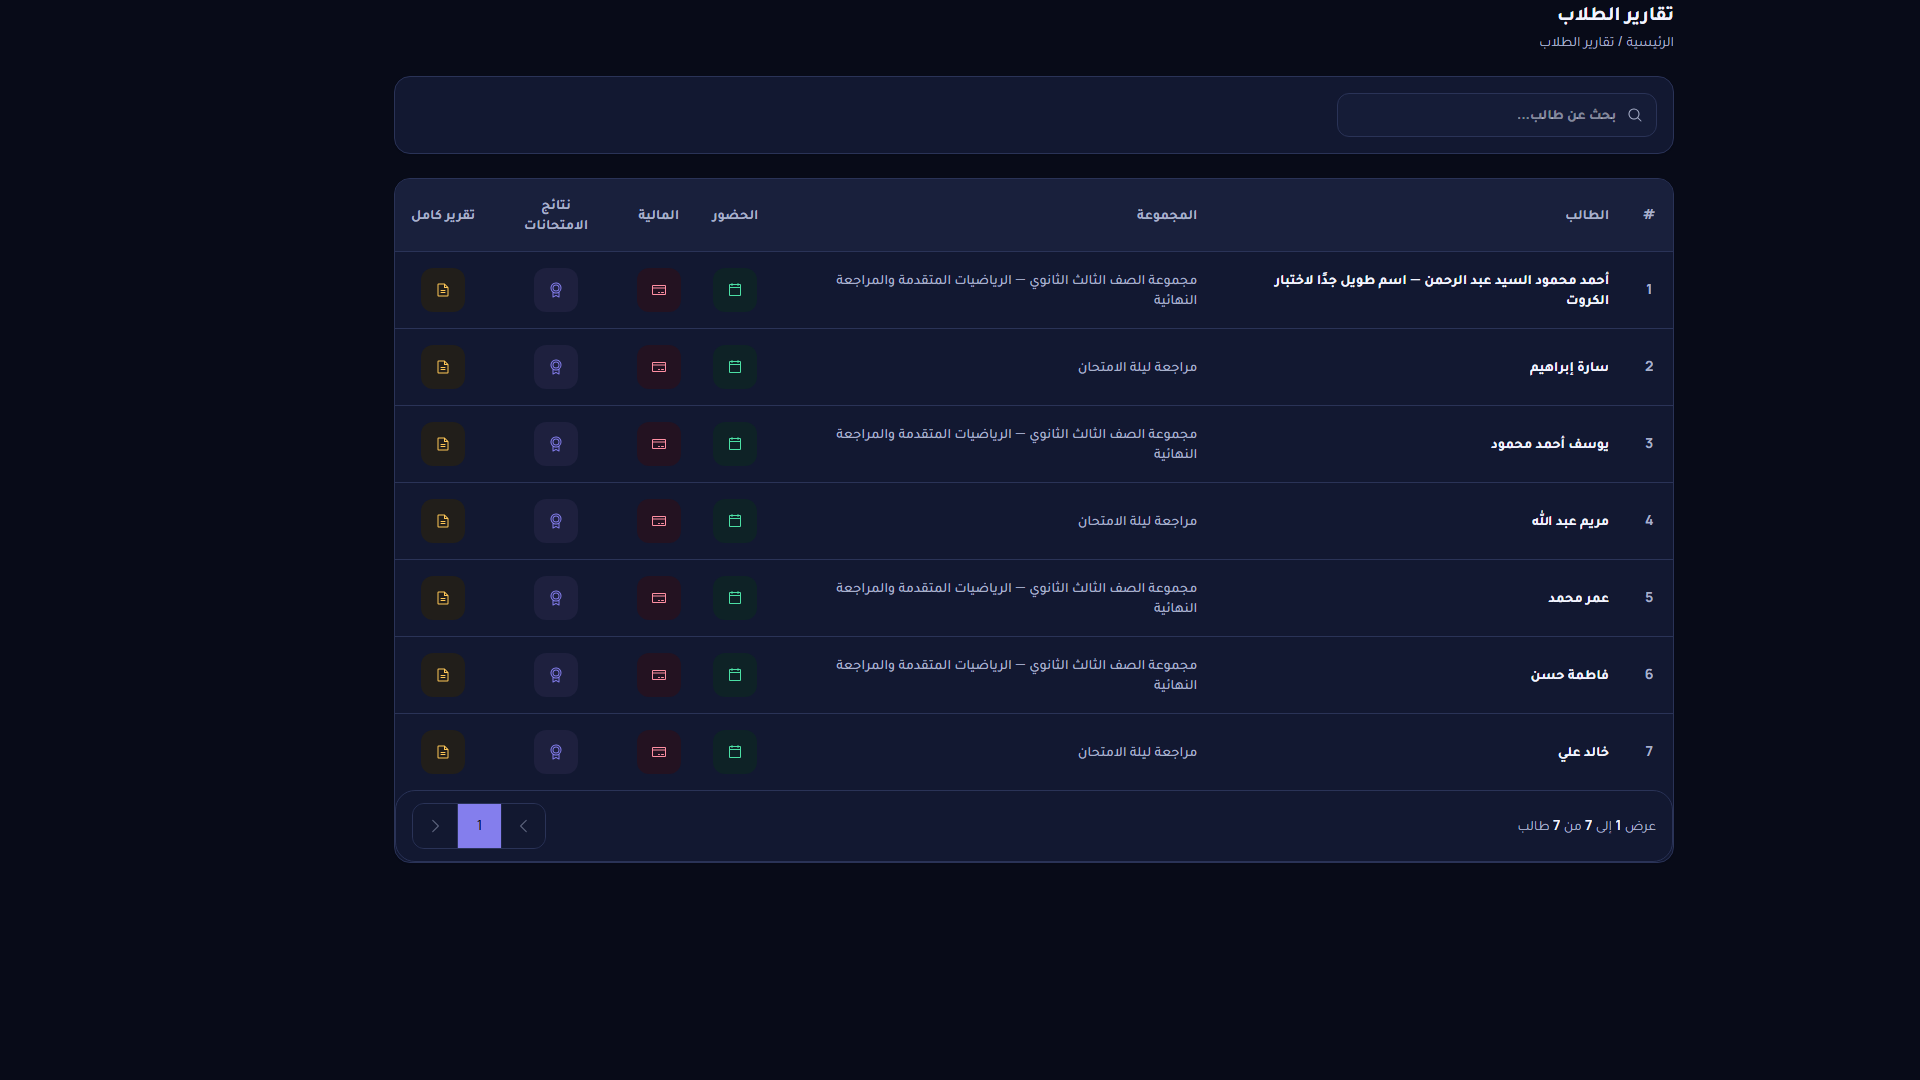 تقارير الطلاب
الرئيسية / تقارير الطلاب
بحث عن طالب...
# الطالب المجموعة الحضور المالية نتائج الامتحانات تقرير كامل
1 أحمد محمود السيد عبد الرحمن — اسم طويل جدًا لاختبار الكروت مجموعة الصف الثالث الثانوي — الرياضيات المتقدمة والمراجعة النهائية
2 سارة إبراهيم مراجعة ليلة الامتحان
3 يوسف أحمد محمود مجموعة الصف الثالث الثانوي — الرياضيات المتقدمة والمراجعة النهائية
4 مريم عبد الله مراجعة ليلة الامتحان
5 عمر محمد مجموعة الصف الثالث الثانوي — الرياضيات المتقدمة والمراجعة النهائية
6 فاطمة حسن مجموعة الصف الثالث الثانوي — الرياضيات المتقدمة والمراجعة النهائية
7 خالد علي مراجعة ليلة الامتحان
عرض 1 إلى 7 من 7 طالب
1